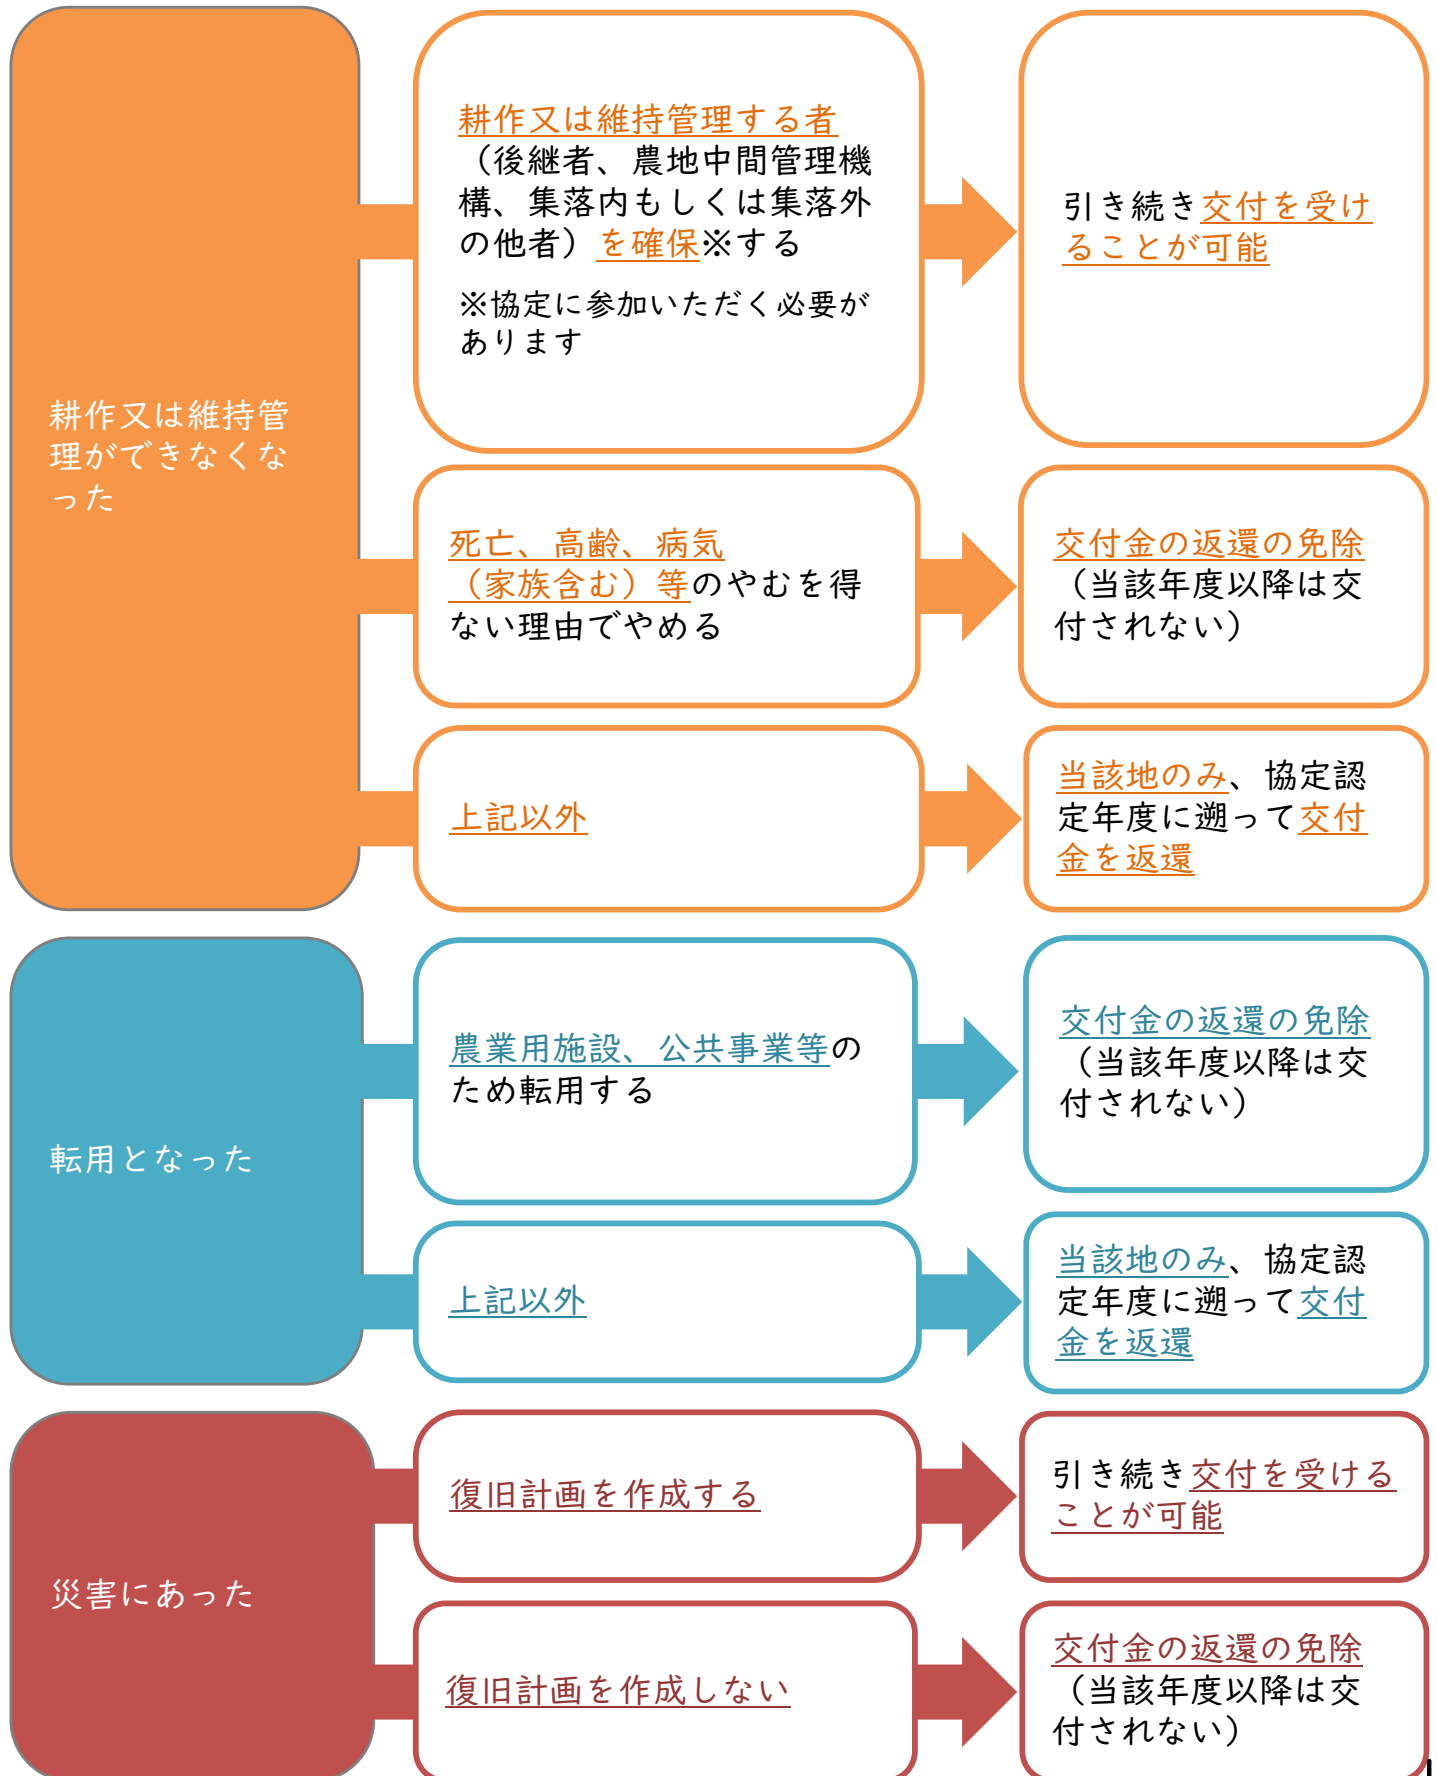 耕作又は維持管
理ができなくな
った
耕作又は維持管理する者
（後継者、農地中間管理機
構、集落内もしくは集落外
の他者）を確保※する
※協定に参加いただく必要が
あります
引き続き交付を受け
ることが可能
死亡、高齢、病気
（家族含む）等のやむを得
ない理由でやめる
交付金の返還の免除
（当該年度以降は交
付されない）
上記以外
当該地のみ、協定認
定年度に遡って交付
金を返還
転用となった
農業用施設、公共事業等の
ため転用する
交付金の返還の免除
（当該年度以降は交
付されない）
上記以外
当該地のみ、協定認
定年度に遡って交付
金を返還
災害にあった
復旧計画を作成する
引き続き交付を受ける
ことが可能
復旧計画を作成しない
交付金の返還の免除
（当該年度以降は交
付されない）